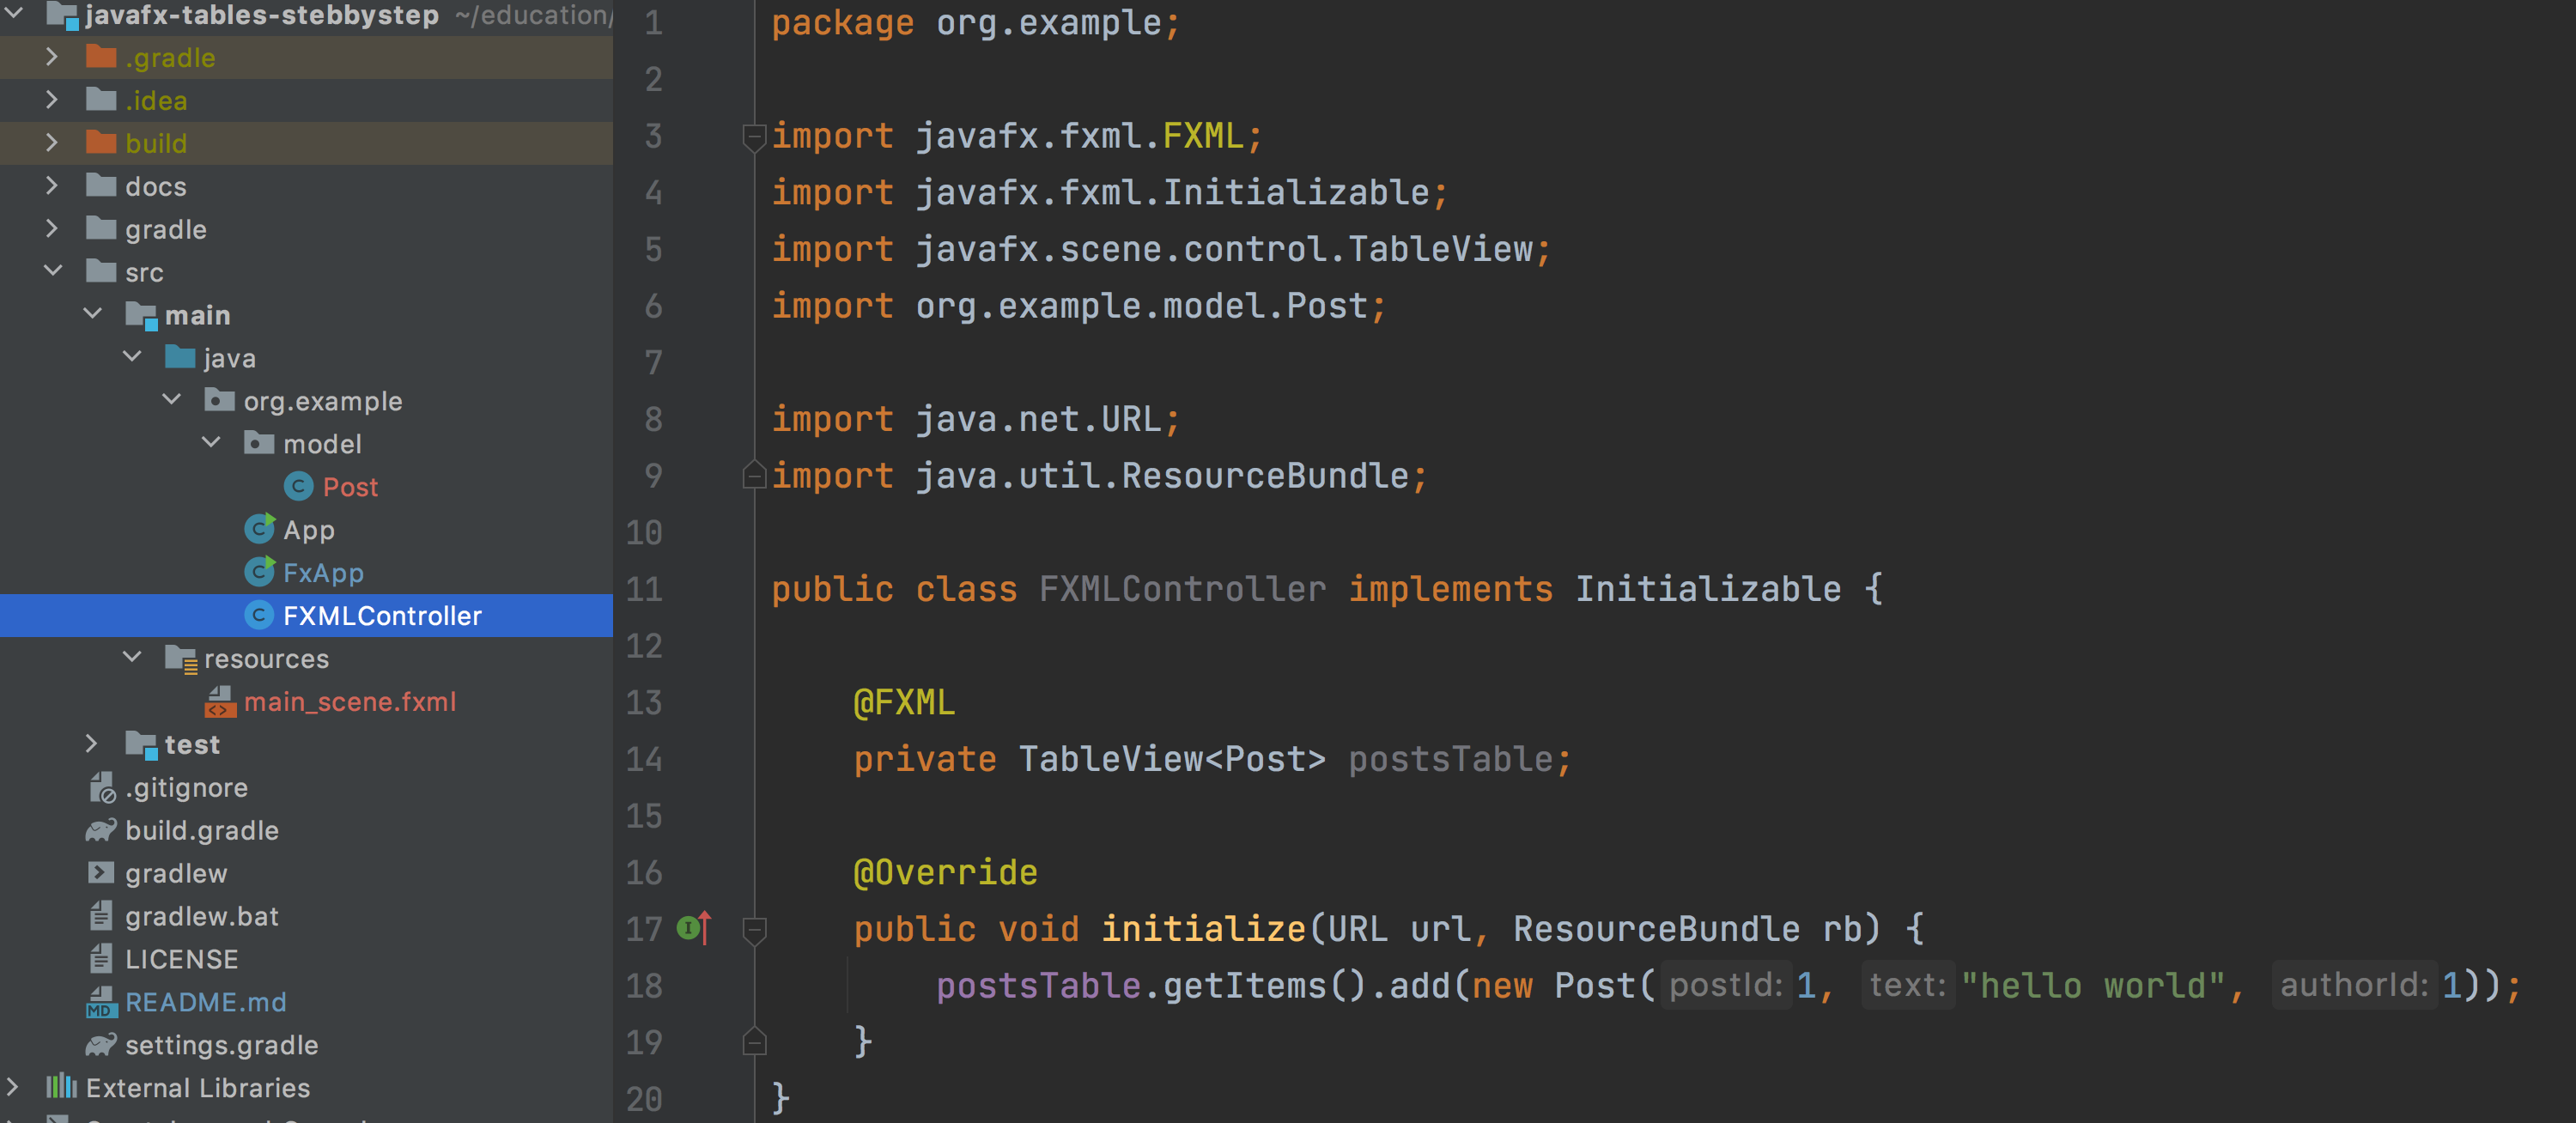 javafx-tables-stebbystep ~/education/
.gradle
.idea
build
docs
gradle
src
main
java
org.example
model
Post
App
FxApp
FXMLController
resources
main_scene.fxml
test
.gitignore
build.gradle
gradlew
gradlew.bat
LICENSE
README.md
settings.gradle
External Libraries
1 package org.example;
2
3 import javafx.fxml.FXML;
4 import javafx.fxml.Initializable;
5 import javafx.scene.control.TableView;
6 import org.example.model.Post;
7
8 import java.net.URL;
9 import java.util.ResourceBundle;
10
11 public class FXMLController implements Initializable {
12
13 @FXML
14 private TableView<Post> postsTable;
15
16 @Override
17 public void initialize(URL url, ResourceBundle rb) {
18 postsTable.getItems().add(new Post( postId: 1, text: "hello world", authorId: 1));
19 }
20 }